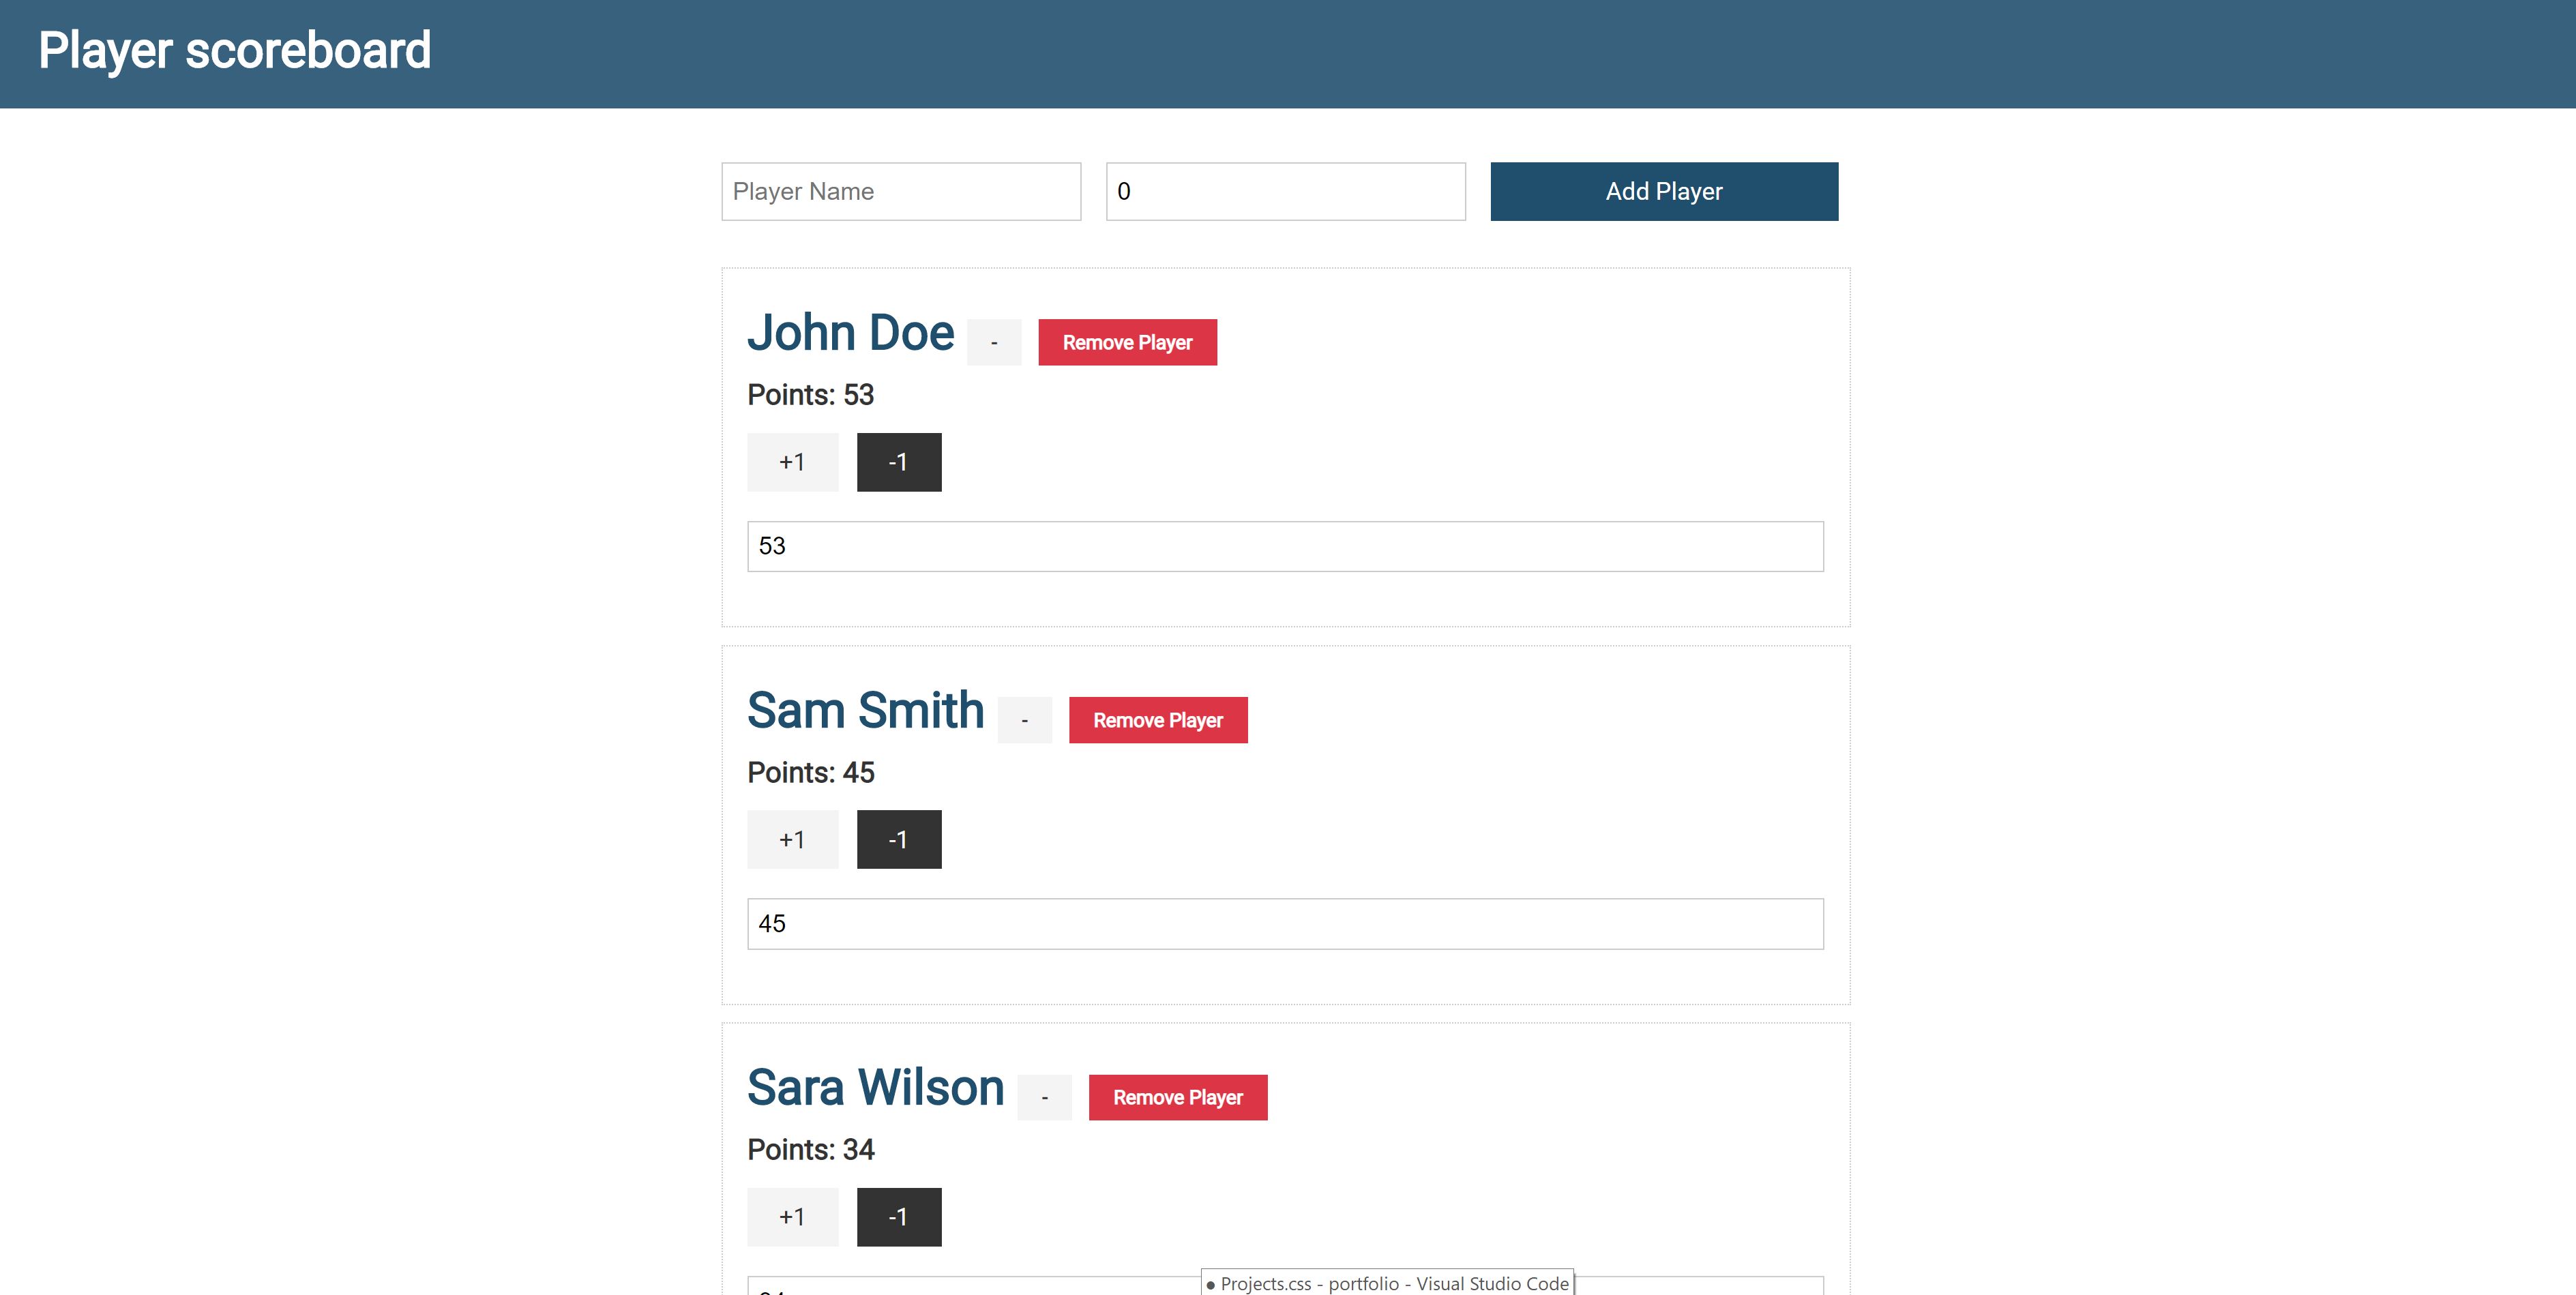 Player scoreboard
Player Name 0 Add Player
John Doe - Remove Player
Points: 53
+1 -1
53
Sam Smith - Remove Player
Points: 45
+1 -1
45
Sara Wilson - Remove Player
Points: 34
+1 -1
● Projects.css - portfolio - Visual Studio Code